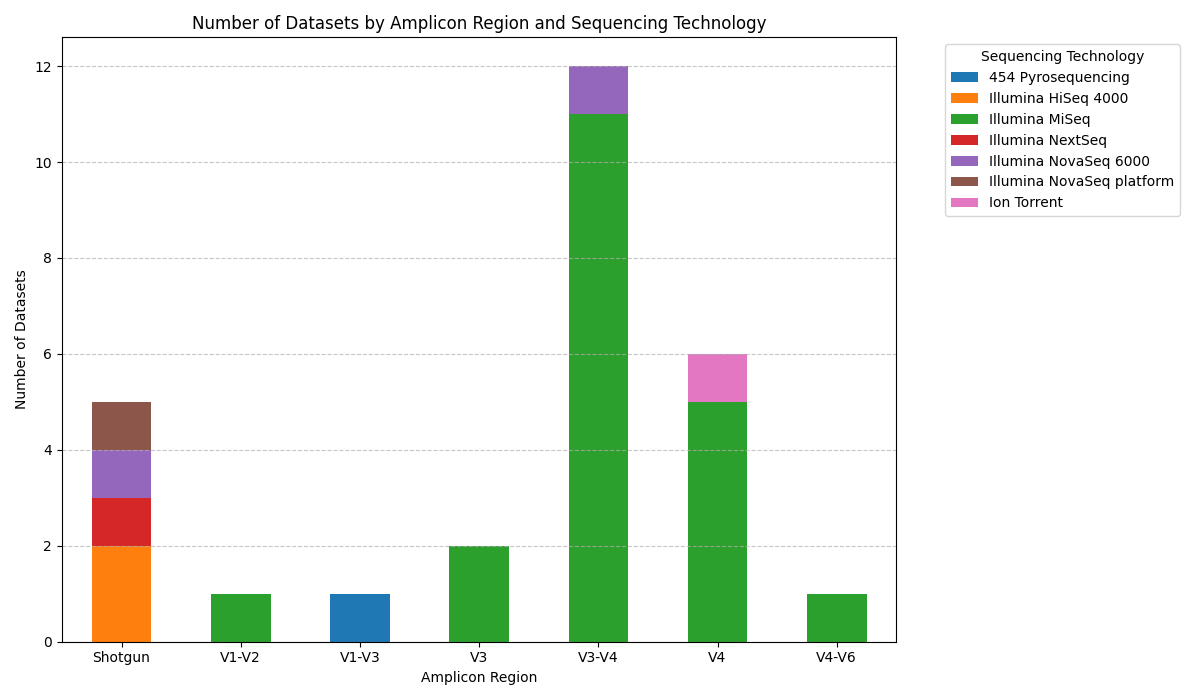 Number of Datasets by Amplicon Region and Sequencing Technology
Number of Datasets
12
10
8
6
4
2
0
Shotgun V1-V2 V1-V3 V3 V3-V4 V4 V4-V6
Amplicon Region
Sequencing Technology
454 Pyrosequencing
Illumina HiSeq 4000
Illumina MiSeq
Illumina NextSeq
Illumina NovaSeq 6000
Illumina NovaSeq platform
Ion Torrent